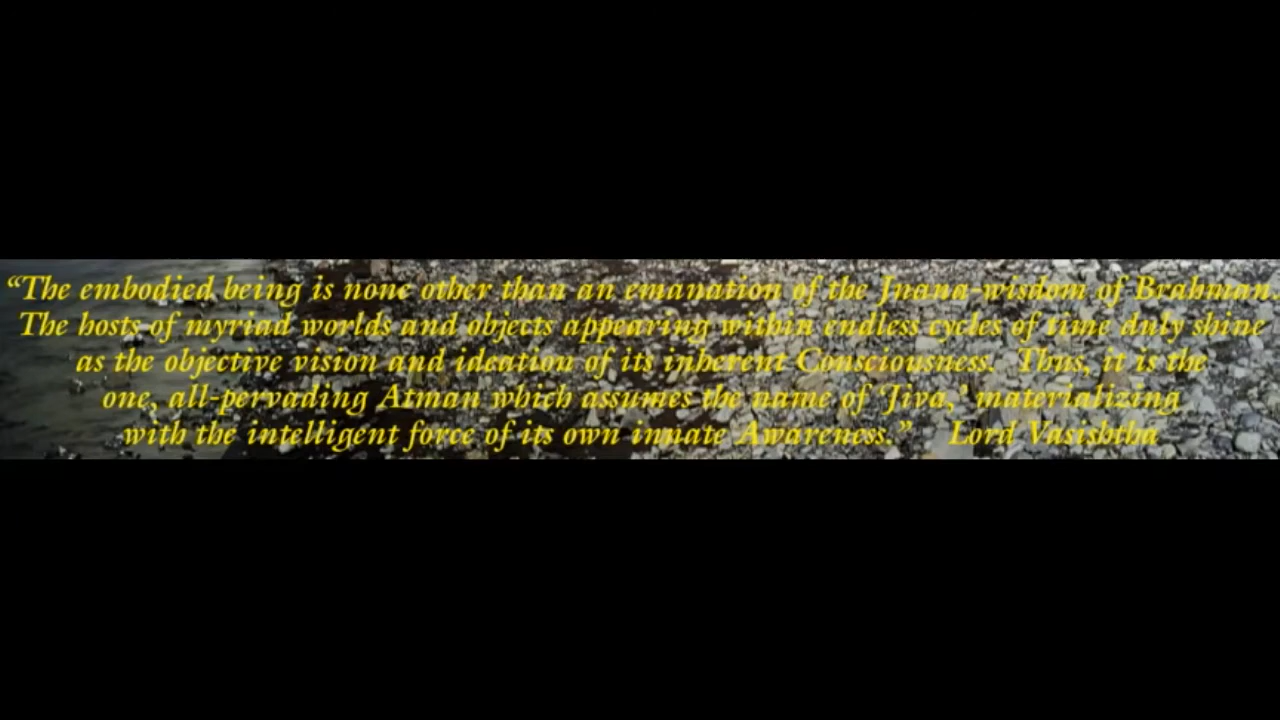 “The embodied being is none other than an emanation of the Jnana-wisdom of Brahman.
The hosts of myriad worlds and objects appearing within endless cycles of time duly shine
as the objective vision and ideation of its inherent Consciousness. Thus, it is the
one, all-pervading Atman which assumes the name of ‘Jiva,’ materializing
with the intelligent force of its own innate Awareness.” Lord Vasishtha